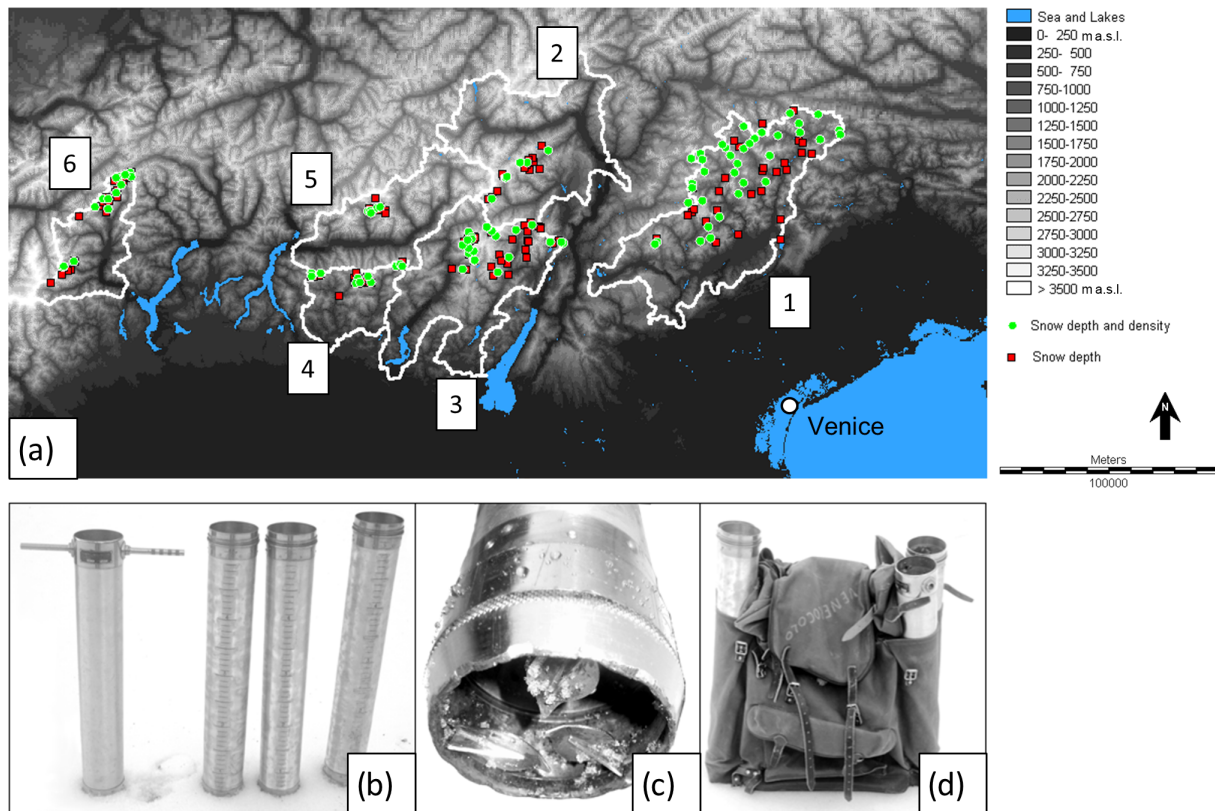 2
6
5
1
4
3
Venice
(a)
Sea and Lakes
0- 250 m a.s.l.
250- 500
500- 750
750-1000
1000-1250
1250-1500
1500-1750
1750-2000
2000-2250
2250-2500
2500-2750
2750-3000
3000-3250
3250-3500
> 3500 m a.s.l.
Snow depth and density
Snow depth
N
Meters
100000
(b)
(c)
(d)